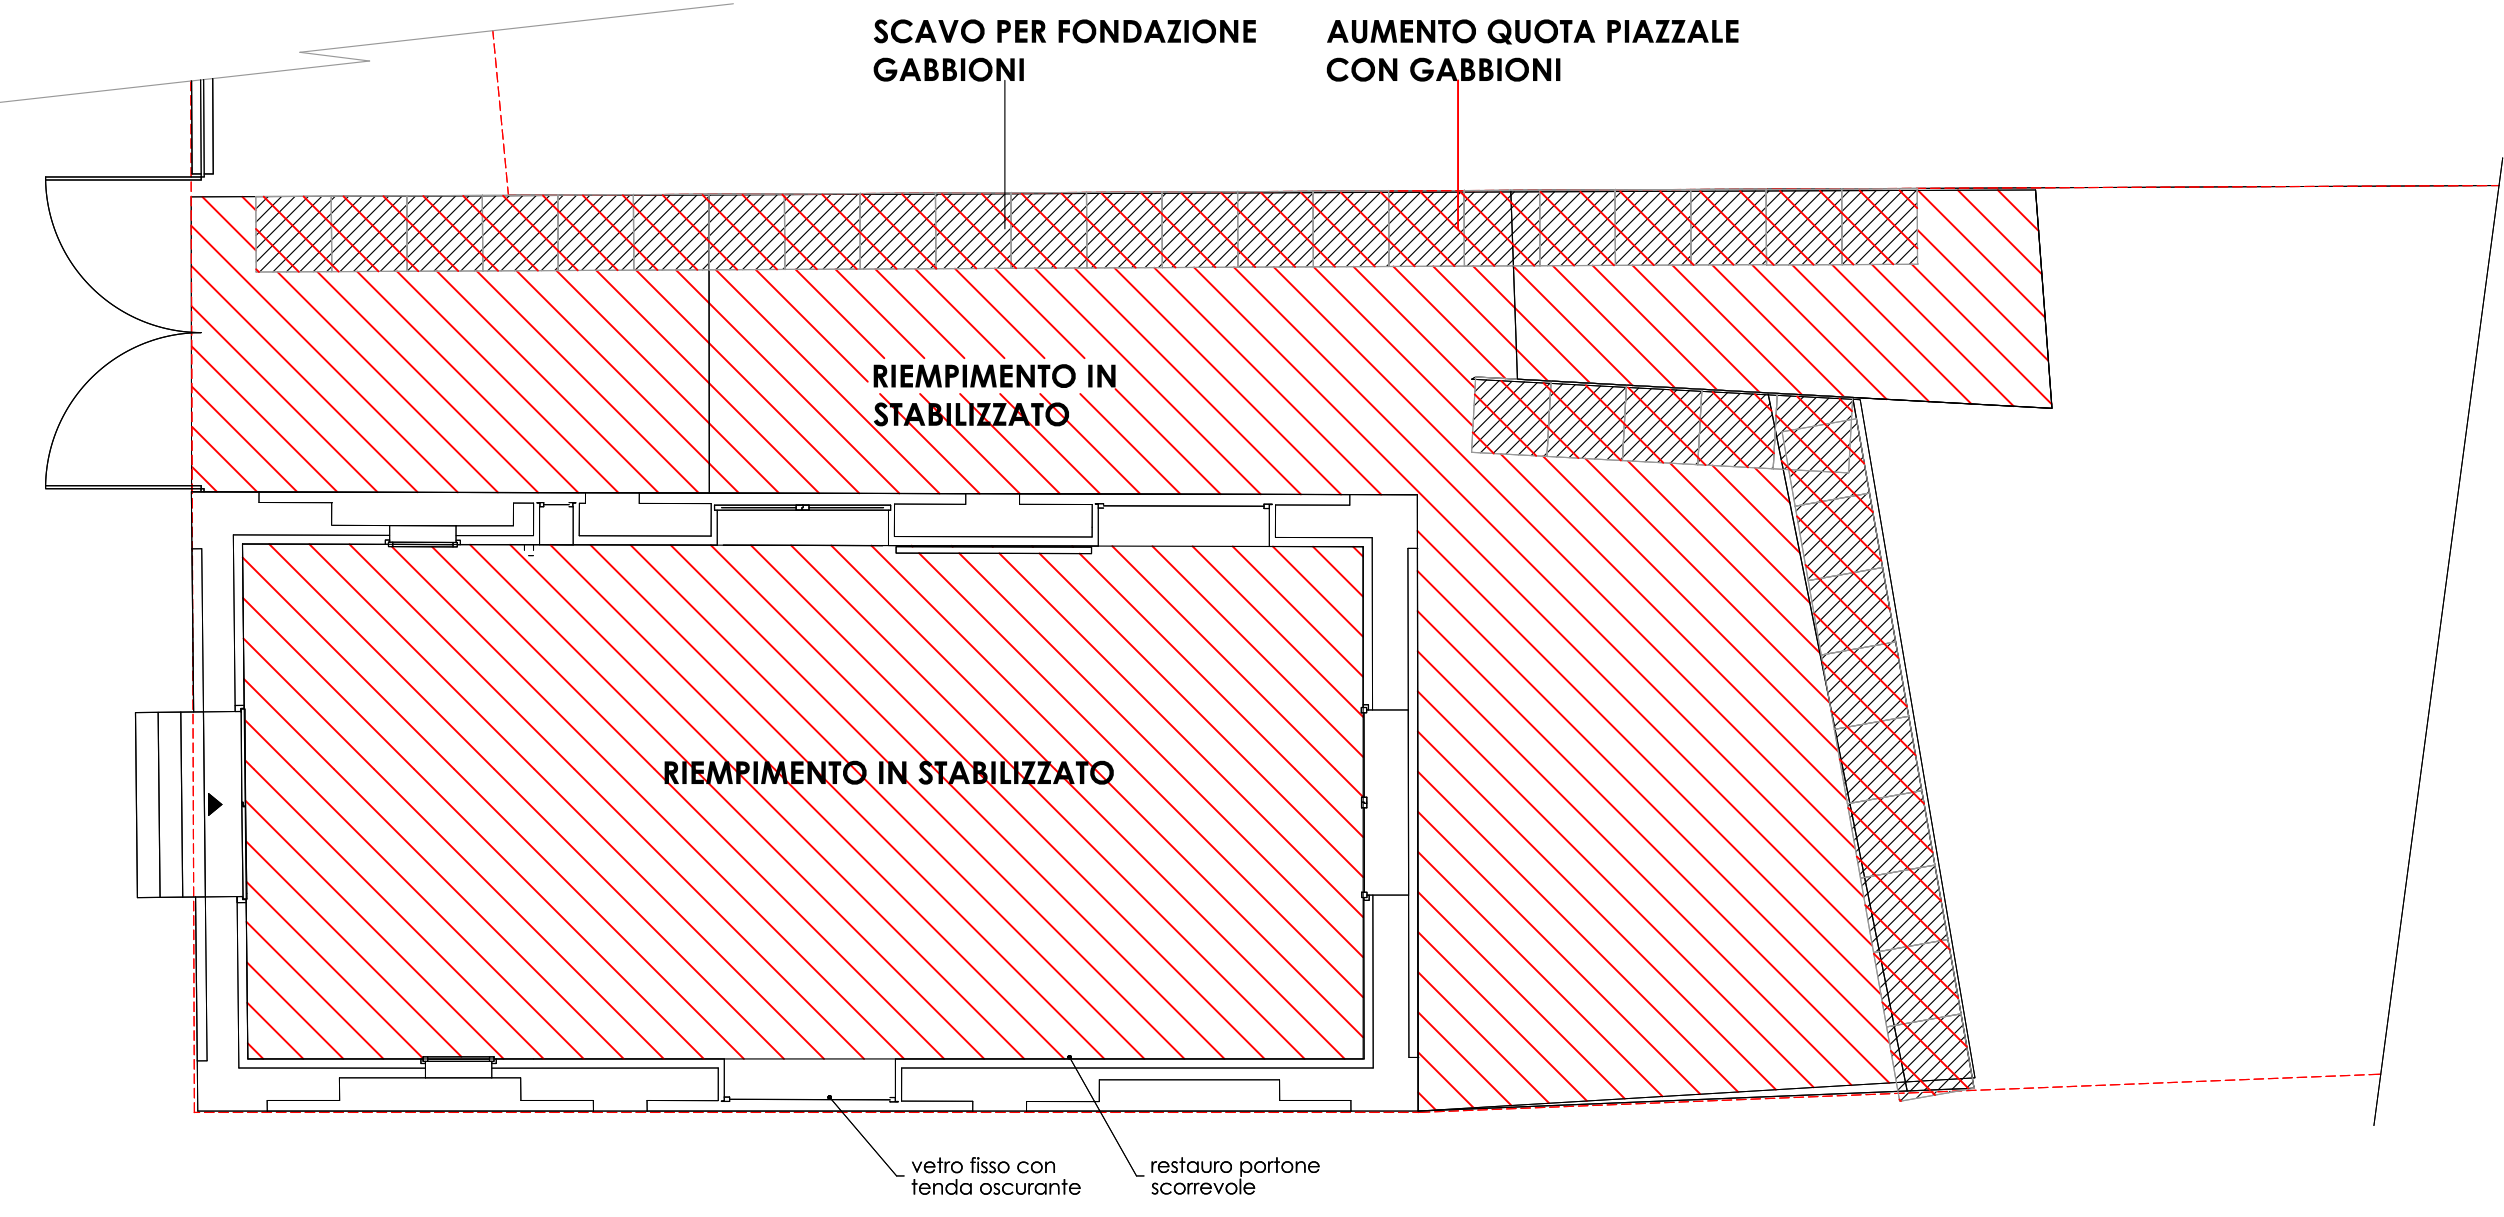 SCAVO PER FONDAZIONE
GABBIONI
AUMENTO QUOTA PIAZZALE
CON GABBIONI
RIEMPIMENTO IN
STABILIZZATO
RIEMPIMENTO IN STABILIZZATO
vetro fisso con
tenda oscurante
restauro portone
scorrevole